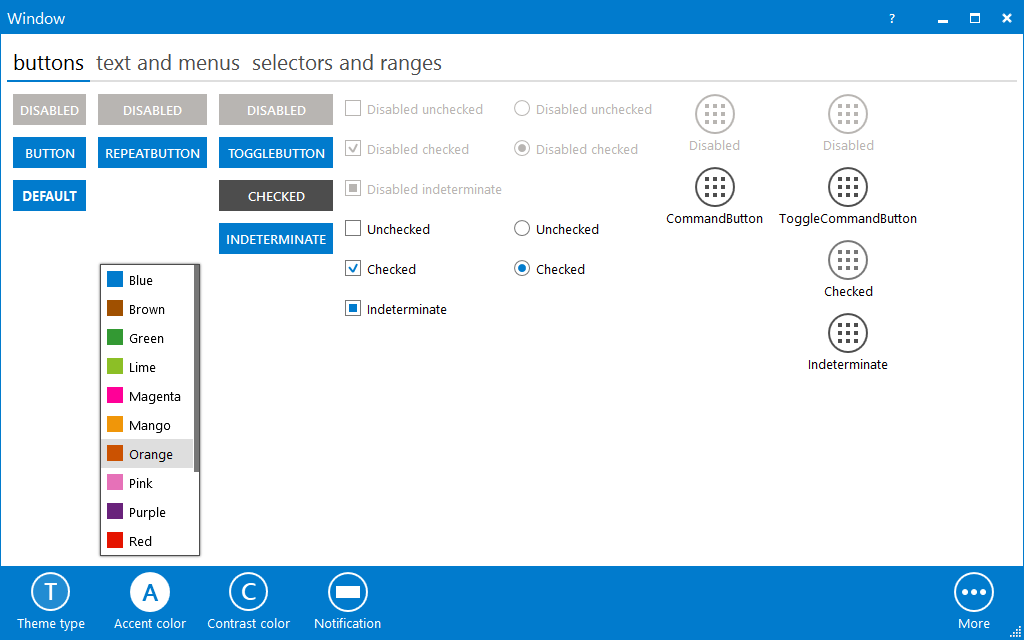 Window ?
buttons text and menus selectors and ranges
DISABLED DISABLED DISABLED Disabled unchecked Disabled unchecked Disabled Disabled
BUTTON REPEATBUTTON TOGGLEBUTTON Disabled checked Disabled checked
DEFAULT CHECKED Disabled indeterminate CommandButton ToggleCommandButton
INDETERMINATE Unchecked Unchecked
Checked Checked Checked
Indeterminate Indeterminate
Blue
Brown
Green
Lime
Magenta
Mango
Orange
Pink
Purple
Red
T A C
Theme type Accent color Contrast color Notification More